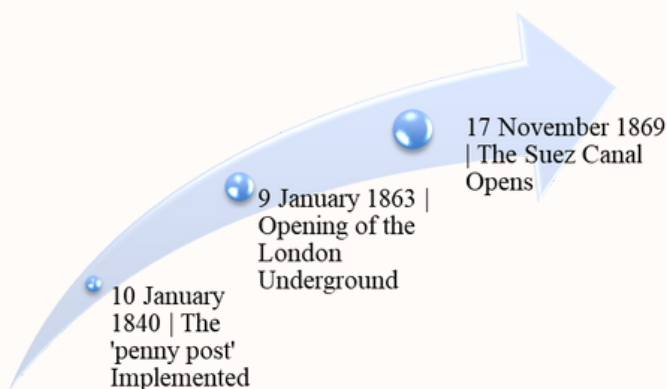 10 January
1840 | The
'penny post'
Implemented
9 January 1863 |
Opening of the
London
Underground
17 November 1869
| The Suez Canal
Opens